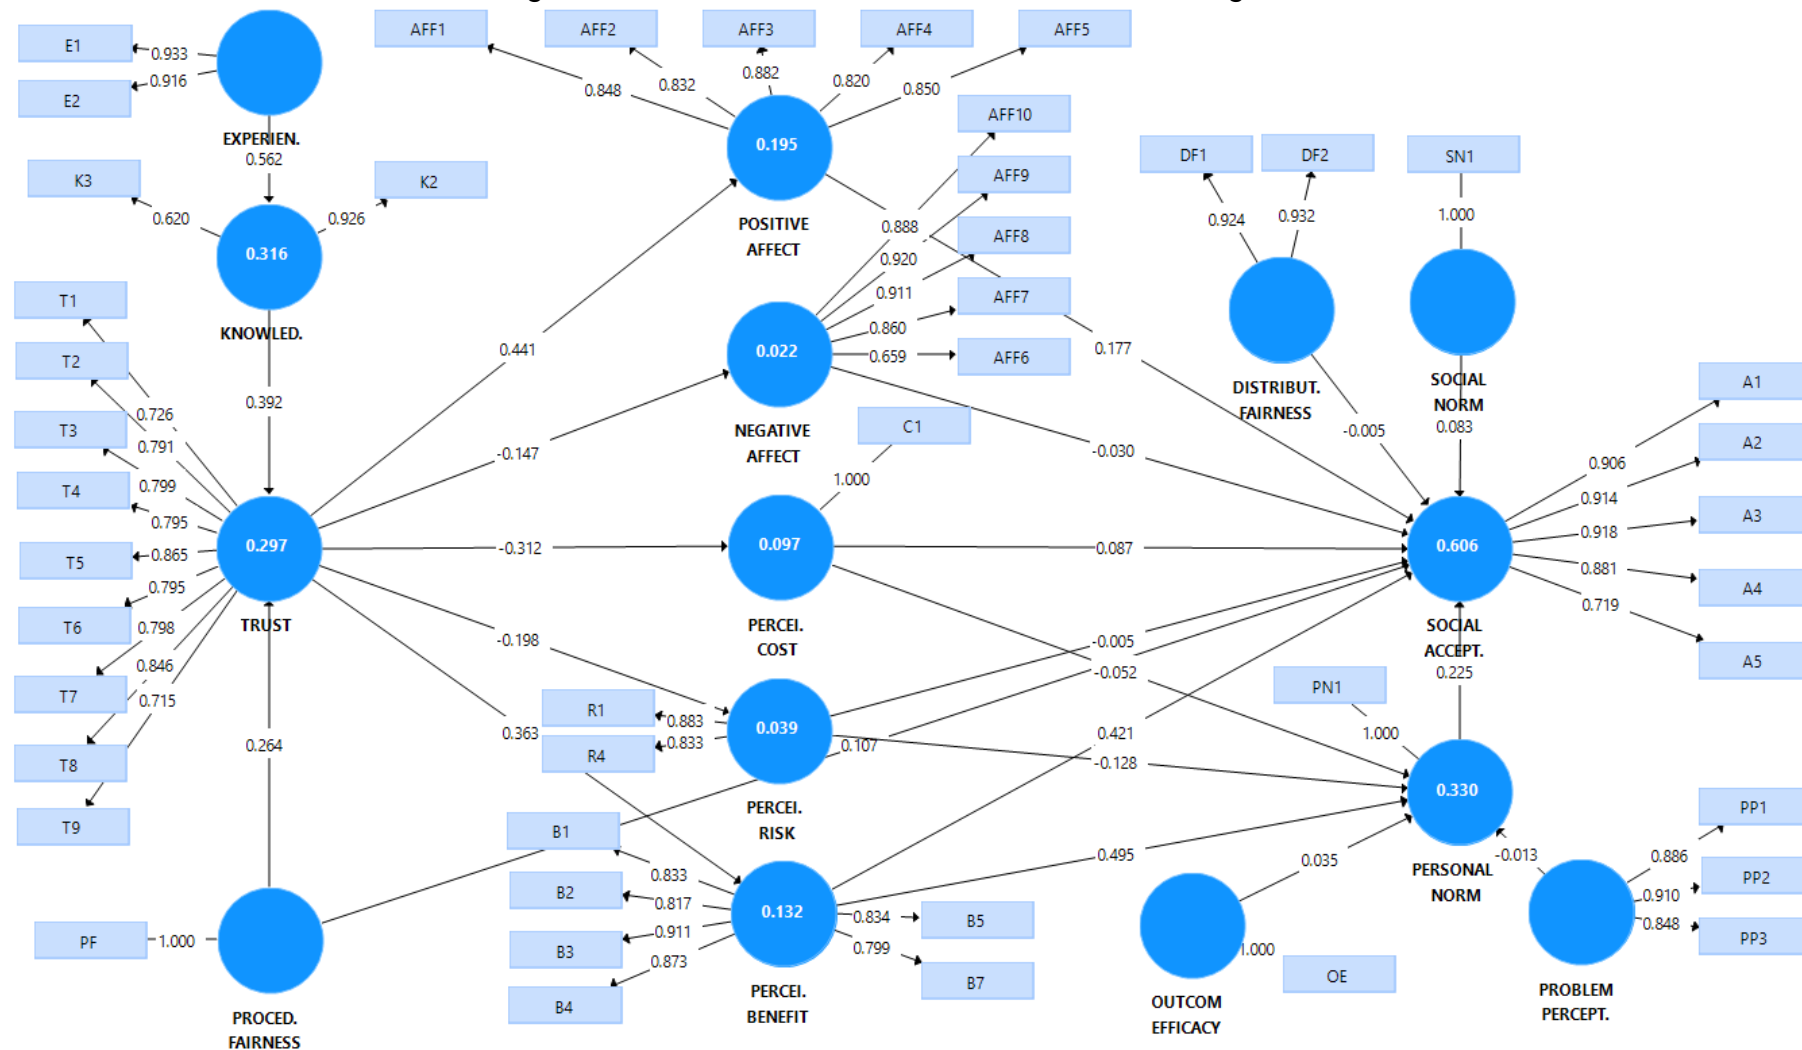 AFF1
AFF2
AFF3
AFF4
AFF5
E1
0.933
0.916
E2
EXPERIEN.
0.562
0.848
0.832
0.882
0.820
0.850
0.195
POSITIVE
AFFECT
AFF10
AFF9
AFF8
AFF7
AFF6
0.888
0.920
0.911
0.860
0.659
DF1
DF2
SN1
0.924
0.932
1.000
K3
K2
0.620
0.926
0.316
KNOWLED.
0.392
0.441
0.022
NEGATIVE
AFFECT
-0.147
0.177
-0.030
DISTRIBUT.
FAIRNESS
-0.005
SOCIAL
NORM
0.083
T1
T2
T3
T4
T5
T6
T7
T8
T9
0.726
0.791
0.799
0.795
0.865
0.795
0.798
0.846
0.715
0.297
TRUST
0.264
C1
1.000
-0.312
0.097
PERCEI.
COST
0.087
-0.198
-0.005
-0.052
0.606
SOCIAL
ACCEPT.
0.225
A1
A2
A3
A4
A5
0.906
0.914
0.918
0.881
0.719
R1
R4
0.883
0.833
0.363
0.039
PERCEI.
RISK
0.107
0.421
-0.128
PN1
1.000
0.330
PERSONAL
NORM
-0.013
PP1
PP2
PP3
0.886
0.910
0.848
PROBLEM
PERCEPT.
B1
B2
B3
B4
0.833
0.817
0.911
0.873
0.132
PERCEI.
BENEFIT
0.834
0.799
B5
B7
0.495
0.035
1.000
OE
OUTCOM
EFFICACY
PF
1.000
PROCED.
FAIRNESS